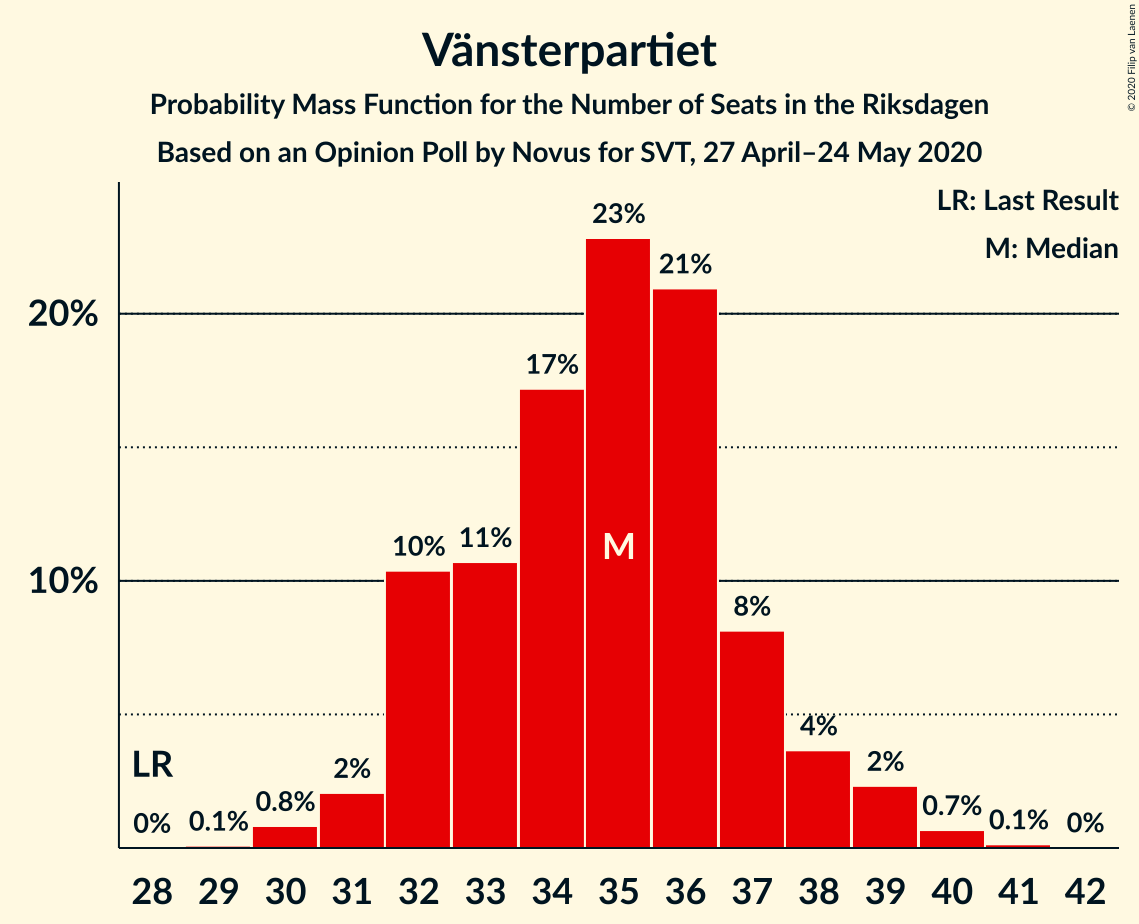 Vänsterpartiet
Probability Mass Function for the Number of Seats in the Riksdagen
Based on an Opinion Poll by Novus for SVT, 27 April–24 May 2020
© 2020 Filip van Laenen
LR: Last Result
M: Median
23%
21%
20%
17%
M
11%
10%
10%
8%
4%
LR
2%
2%
0.8%
0.7%
0%
0.1%
0.1%
0%
28 29 30 31 32 33 34 35 36 37 38 39 40 41 42